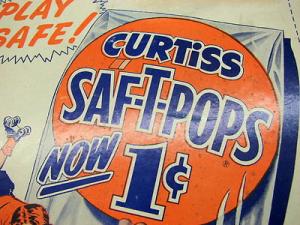 PLAY
SAFE!
CURTiSS
SAF-T-POPS
NOW 1¢